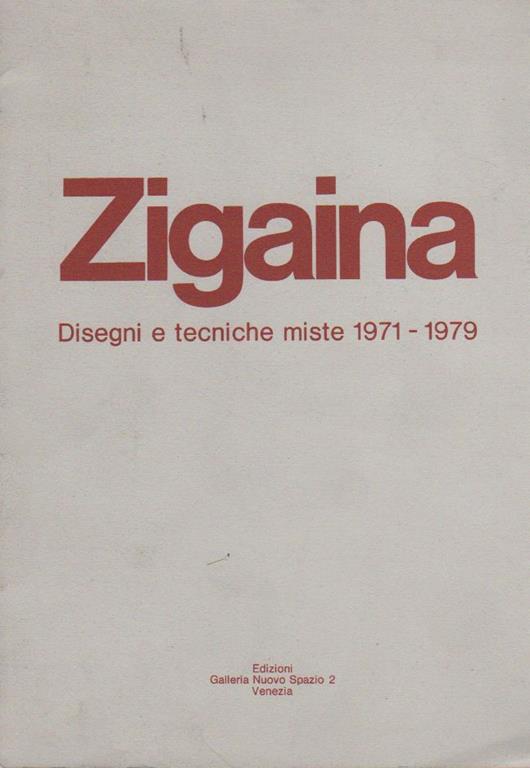 Zigaina
Disegni e tecniche miste 1971 - 1979
Edizioni
Galleria Nuovo Spazio 2
Venezia